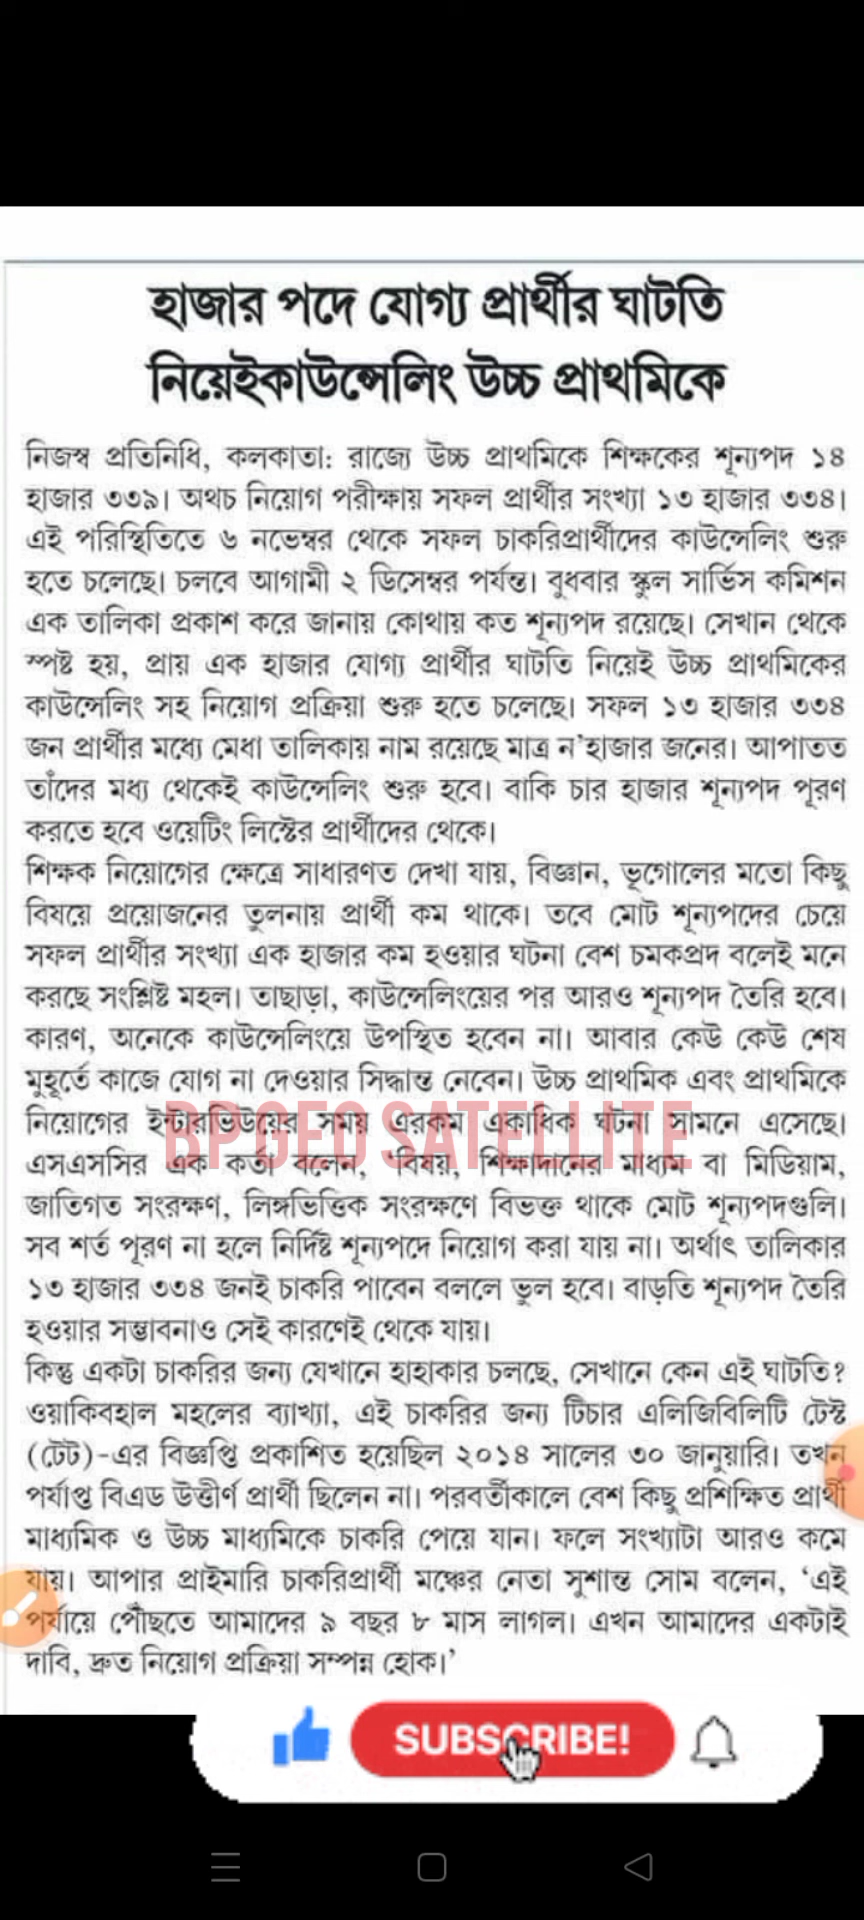 হাজার পদে যোগ্য প্রার্থীর ঘাটতি
নিয়েইকাউন্সেলিং উচ্চ প্রাথমিকে
নিজস্ব প্রতিনিধি, কলকাতা: রাজ্যে উচ্চ প্রাথমিকে শিক্ষকের শূন্যপদ ১৪
হাজার ৩৩৯। অথচ নিয়োগ পরীক্ষায় সফল প্রার্থীর সংখ্যা ১৩ হাজার ৩৩৪।
এই পরিস্থিতিতে ৬ নভেম্বর থেকে সফল চাকরিপ্রার্থীদের কাউন্সেলিং শুরু
হতে চলেছে। চলবে আগামী ২ ডিসেম্বর পর্যন্ত। বুধবার স্কুল সার্ভিস কমিশন
এক তালিকা প্রকাশ করে জানায় কোথায় কত শূন্যপদ রয়েছে। সেখান থেকে
স্পষ্ট হয়, প্রায় এক হাজার যোগ্য প্রার্থীর ঘাটতি নিয়েই উচ্চ প্রাথমিকের
কাউন্সেলিং সহ নিয়োগ প্রক্রিয়া শুরু হতে চলেছে। সফল ১৩ হাজার ৩৩৪
জন প্রার্থীর মধ্যে মেধা তালিকায় নাম রয়েছে মাত্র ন'হাজার জনের। আপাতত
তাঁদের মধ্য থেকেই কাউন্সেলিং শুরু হবে। বাকি চার হাজার শূন্যপদ পূরণ
করতে হবে ওয়েটিং লিস্টের প্রার্থীদের থেকে।
শিক্ষক নিয়োগের ক্ষেত্রে সাধারণত দেখা যায়, বিজ্ঞান, ভূগোলের মতো কিছু
বিষয়ে প্রয়োজনের তুলনায় প্রার্থী কম থাকে। তবে মোট শূন্যপদের চেয়ে
সফল প্রার্থীর সংখ্যা এক হাজার কম হওয়ার ঘটনা বেশ চমকপ্রদ বলেই মনে
করছে সংশ্লিষ্ট মহল। তাছাড়া, কাউন্সেলিংয়ের পর আরও শূন্যপদ তৈরি হবে।
কারণ, অনেকে কাউন্সেলিংয়ে উপস্থিত হবেন না। আবার কেউ কেউ শেষ
মুহূর্তে কাজে যোগ না দেওয়ার সিদ্ধান্ত নেবেন। উচ্চ প্রাথমিক এবং প্রাথমিকে
নিয়োগের ইন্টারভিউয়ের সময় এরকম একাধিক ঘটনা সামনে এসেছে।
BPGEO SATELLITE
এসএসসির এক কর্তা বলেন, বিষয়, শিক্ষাদানের মাধ্যম বা মিডিয়াম,
জাতিগত সংরক্ষণ, লিঙ্গভিত্তিক সংরক্ষণে বিভক্ত থাকে মোট শূন্যপদগুলি।
সব শর্ত পূরণ না হলে নির্দিষ্ট শূন্যপদে নিয়োগ করা যায় না। অর্থাৎ তালিকার
১৩ হাজার ৩৩৪ জনই চাকরি পাবেন বললে ভুল হবে। বাড়তি শূন্যপদ তৈরি
হওয়ার সম্ভাবনাও সেই কারণেই থেকে যায়।
কিন্তু একটা চাকরির জন্য যেখানে হাহাকার চলছে, সেখানে কেন এই ঘাটতি?
ওয়াকিবহাল মহলের ব্যাখ্যা, এই চাকরির জন্য টিচার এলিজিবিলিটি টেস্ট
(টেট)-এর বিজ্ঞপ্তি প্রকাশিত হয়েছিল ২০১৪ সালের ৩০ জানুয়ারি। তখন
পর্যাপ্ত বিএড উত্তীর্ণ প্রার্থী ছিলেন না। পরবর্তীকালে বেশ কিছু প্রশিক্ষিত প্রার্থী
মাধ্যমিক ও উচ্চ মাধ্যমিকে চাকরি পেয়ে যান। ফলে সংখ্যাটা আরও কমে
যায়। আপার প্রাইমারি চাকরিপ্রার্থী মঞ্চের নেতা সুশান্ত সোম বলেন, 'এই
পর্যায়ে পৌঁছতে আমাদের ৯ বছর ৮ মাস লাগল। এখন আমাদের একটাই
দাবি, দ্রুত নিয়োগ প্রক্রিয়া সম্পন্ন হোক।'
SUBSCRIBE!